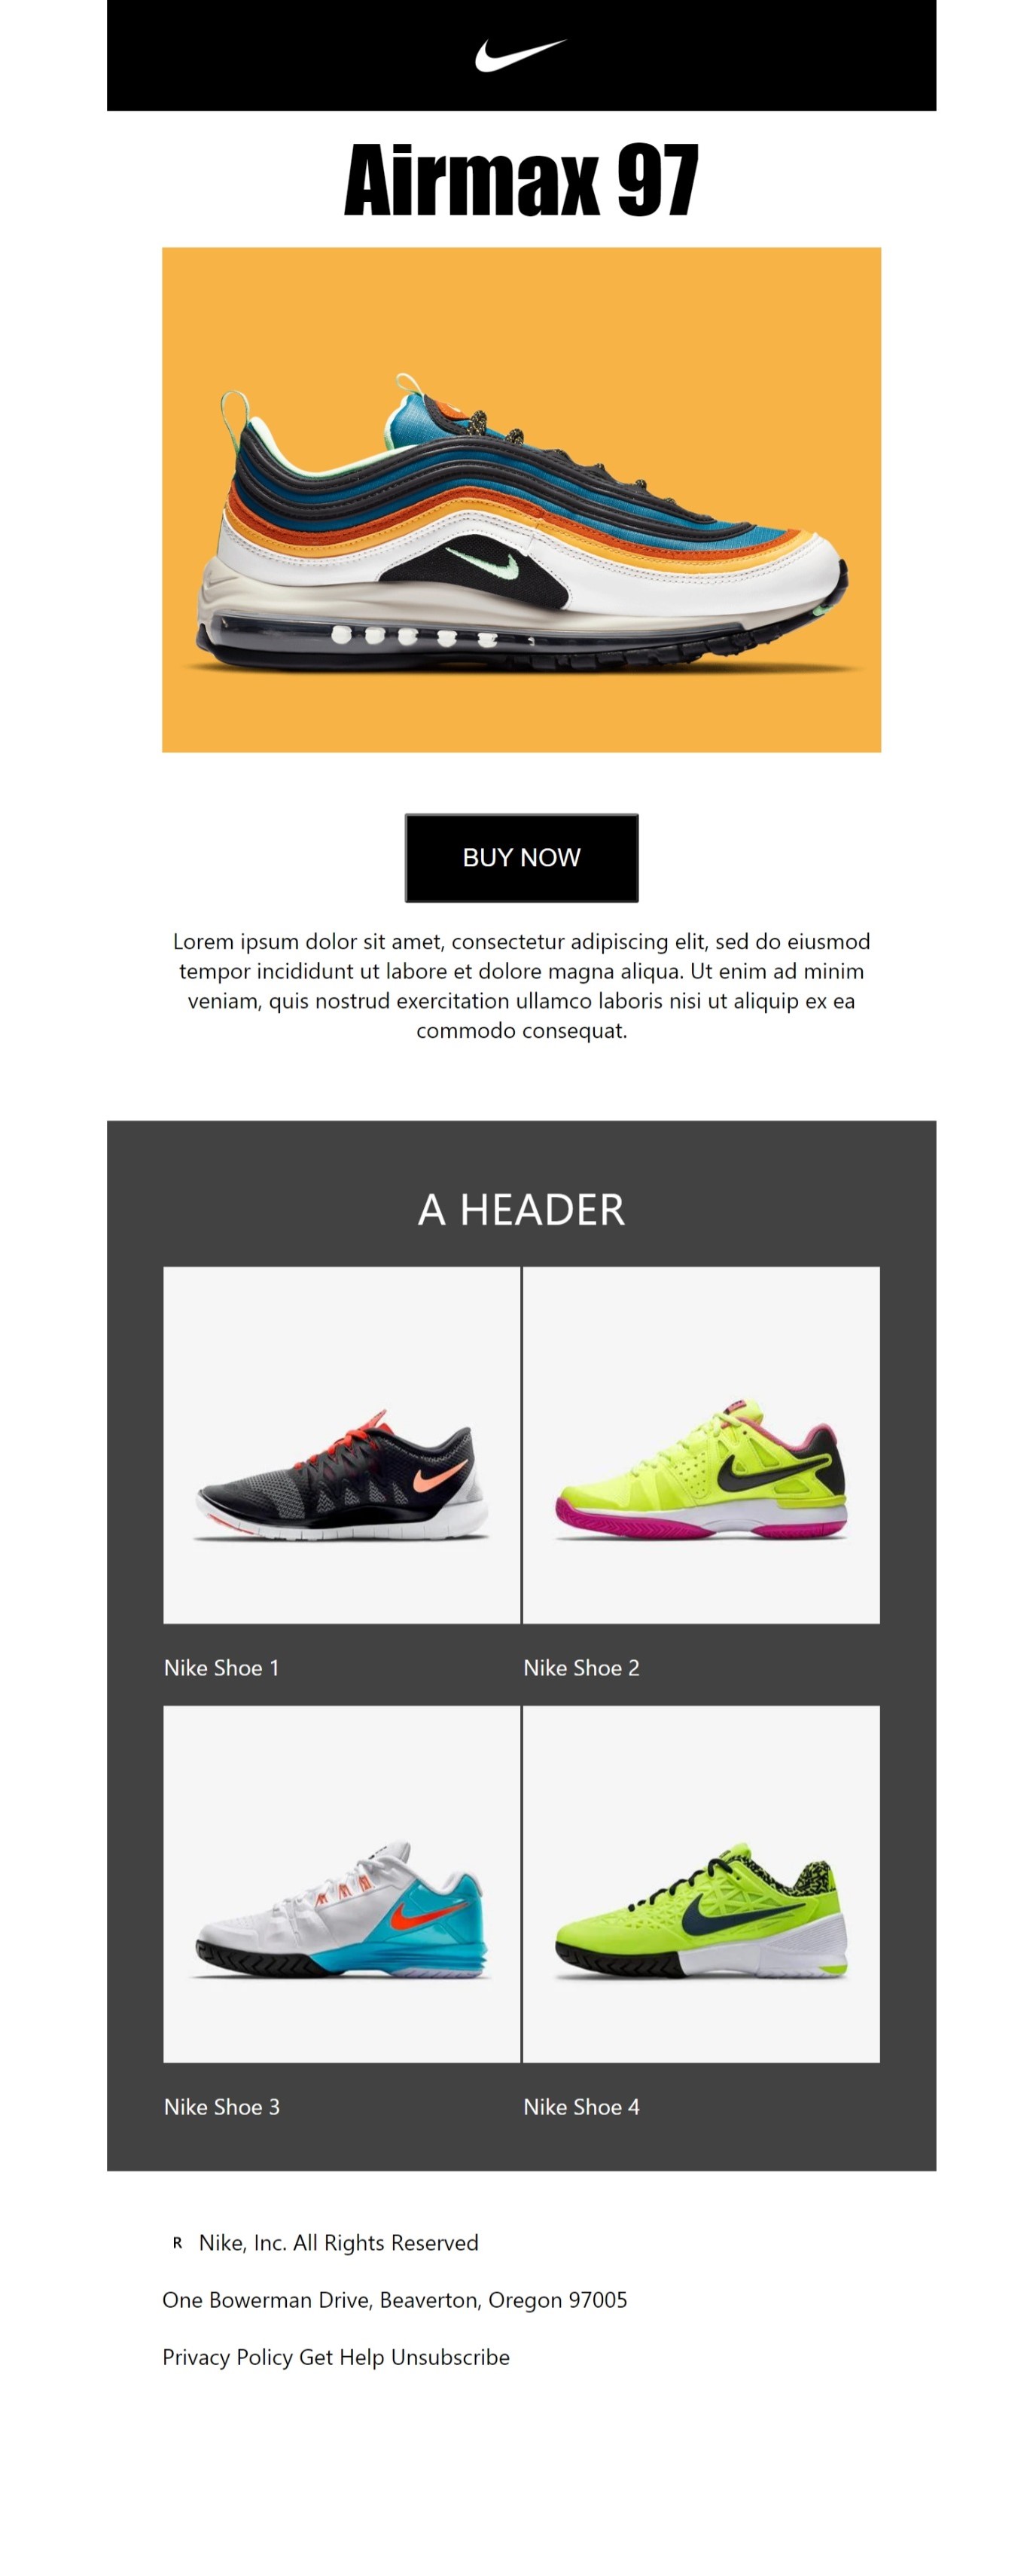 Airmax 97
BUY NOW
Lorem ipsum dolor sit amet, consectetur adipiscing elit, sed do eiusmod
tempor incididunt ut labore et dolore magna aliqua. Ut enim ad minim
veniam, quis nostrud exercitation ullamco laboris nisi ut aliquip ex ea
commodo consequat.
A HEADER
Nike Shoe 1
Nike Shoe 2
Nike Shoe 3
Nike Shoe 4
R Nike, Inc. All Rights Reserved
One Bowerman Drive, Beaverton, Oregon 97005
Privacy Policy Get Help Unsubscribe